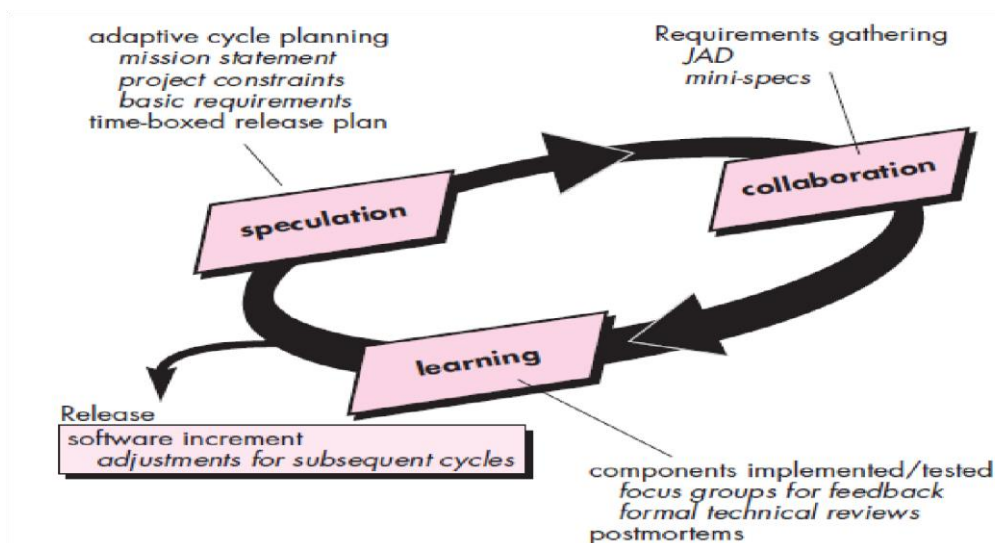 adaptive cycle planning
mission statement
project constraints
basic requirements
time-boxed release plan
Requirements gathering
JAD
mini-specs
speculation
collaboration
learning
Release
software increment
adjustments for subsequent cycles
components implemented/tested
focus groups for feedback
formal technical reviews
postmortems